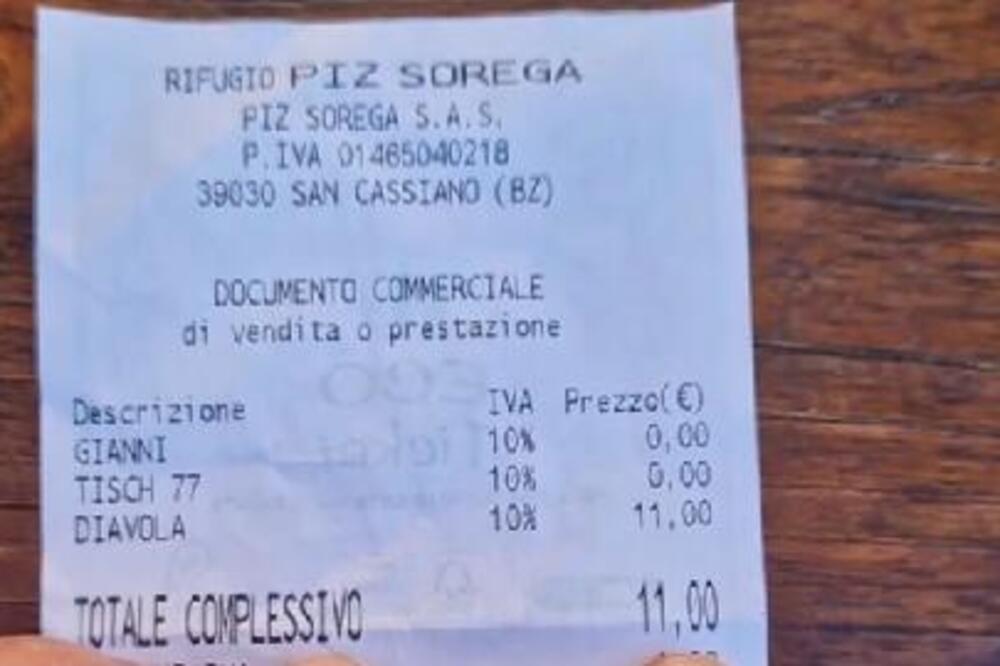 RIFUGIO PIZ SOREGA
PIZ SOREGA S.A.S.
P.IVA 01465040218
39030 SAN CASSIANO (BZ)
DOCUMENTO COMMERCIALE
di vendita o prestazione
Descrizione IVA Prezzo(€)
GIANNI 10% 0,00
TISCH 77 10% 0,00
DIAVOLA 10% 11,00
TOTALE COMPLESSIVO 11,00